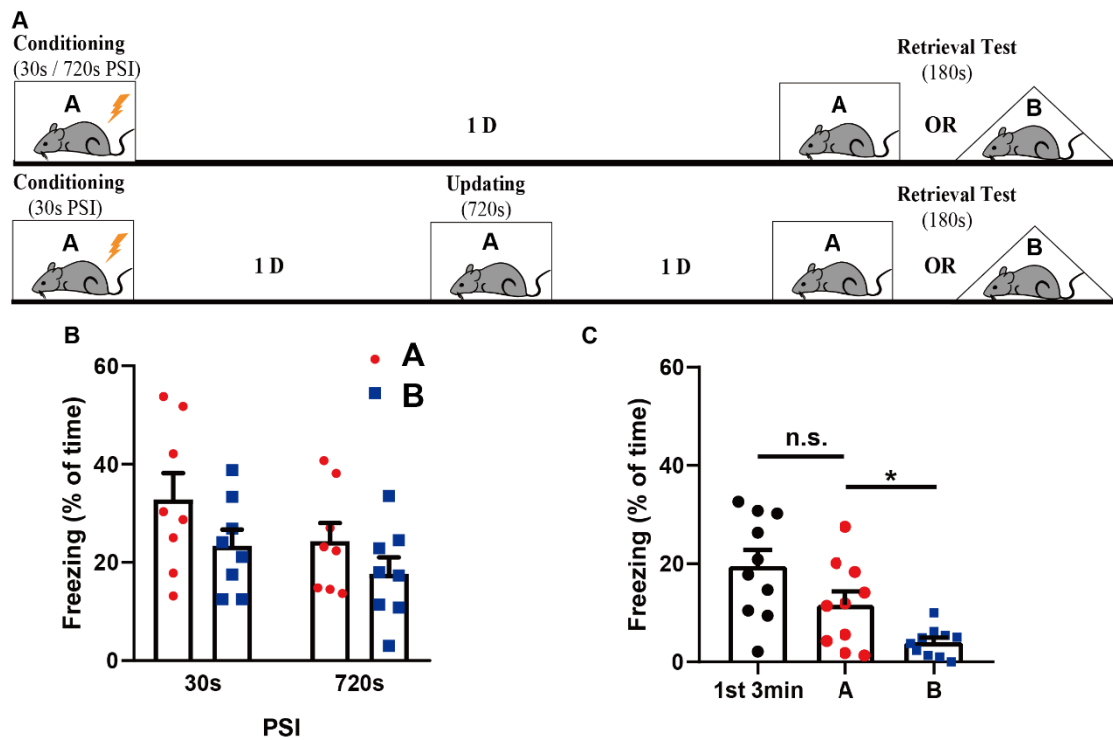 A
Conditioning
(30s / 720s PSI)
A
1 D
Retrieval Test
(180s)
A
OR
B
Conditioning
(30s PSI)
A
1 D
Updating
(720s)
A
1 D
Retrieval Test
(180s)
A
OR
B
B
A
B
Freezing (% of time)
60
40
20
0
30s 720s
PSI
C
Freezing (% of time)
60
40
20
0
n.s.
*
1st 3min A B